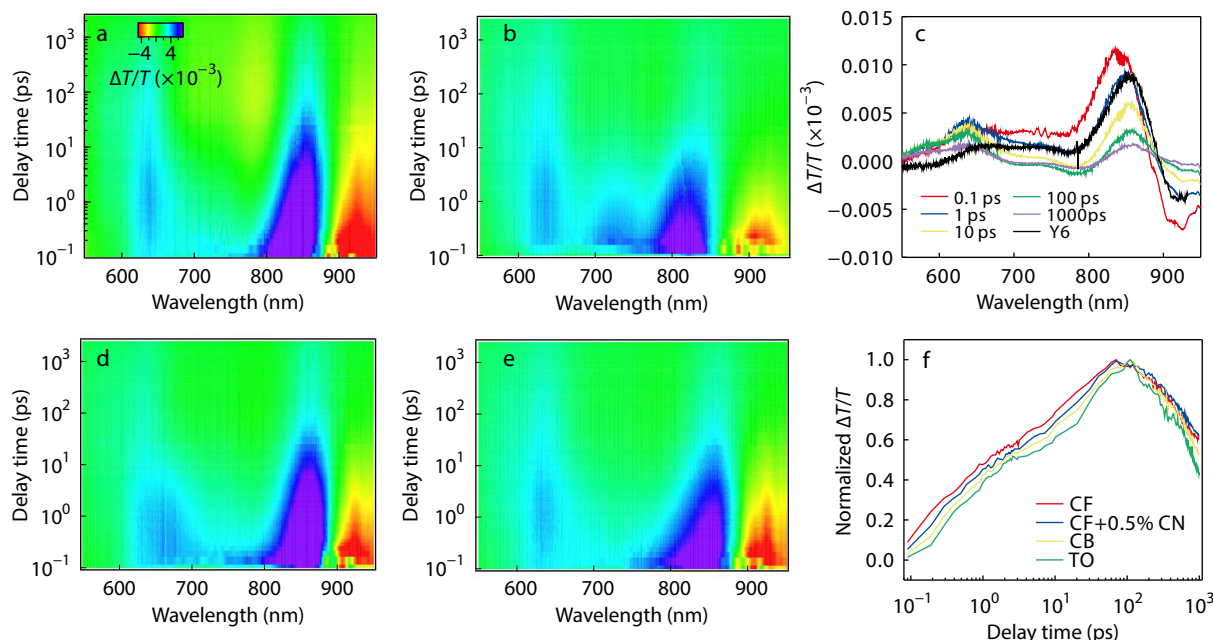 a
−4 4
ΔT/T (×10−3)
103
102
101
100
10−1
Delay time (ps)
600 700 800 900
Wavelength (nm)
b
103
102
101
100
10−1
Delay time (ps)
600 700 800 900
Wavelength (nm)
c
0.015
0.010
0.005
0.000
−0.005
−0.010
ΔT/T (×10−3)
0.1 ps
1 ps
10 ps
100 ps
1000ps
Y6
600 700 800 900
Wavelength (nm)
d
103
102
101
100
10−1
Delay time (ps)
600 700 800 900
Wavelength (nm)
e
103
102
101
100
10−1
Delay time (ps)
600 700 800 900
Wavelength (nm)
f
1.0
0.8
0.6
0.4
0.2
0.0
Normalized ΔT/T
CF
CF+0.5% CN
CB
TO
10−1 100 101 102 103
Delay time (ps)